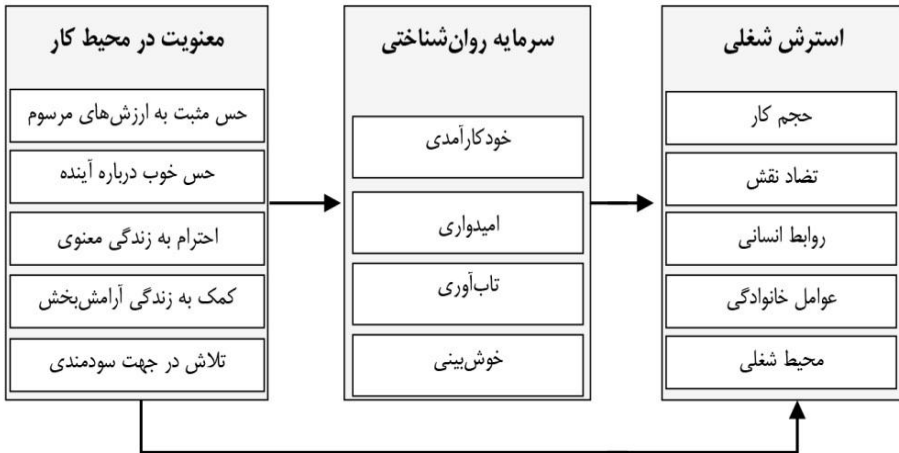 معنویت در محیط کار
حس مثبت به ارزش‌های مرسوم
حس خوب درباره آینده
احترام به زندگی معنوی
کمک به زندگی آرامش‌بخش
تلاش در جهت سودمندی
سرمایه روان‌شناختی
خودکارآمدی
امیدواری
تاب‌آوری
خوش‌بینی
استرش شغلی
حجم کار
تضاد نقش
روابط انسانی
عوامل خانوادگی
محیط شغلی